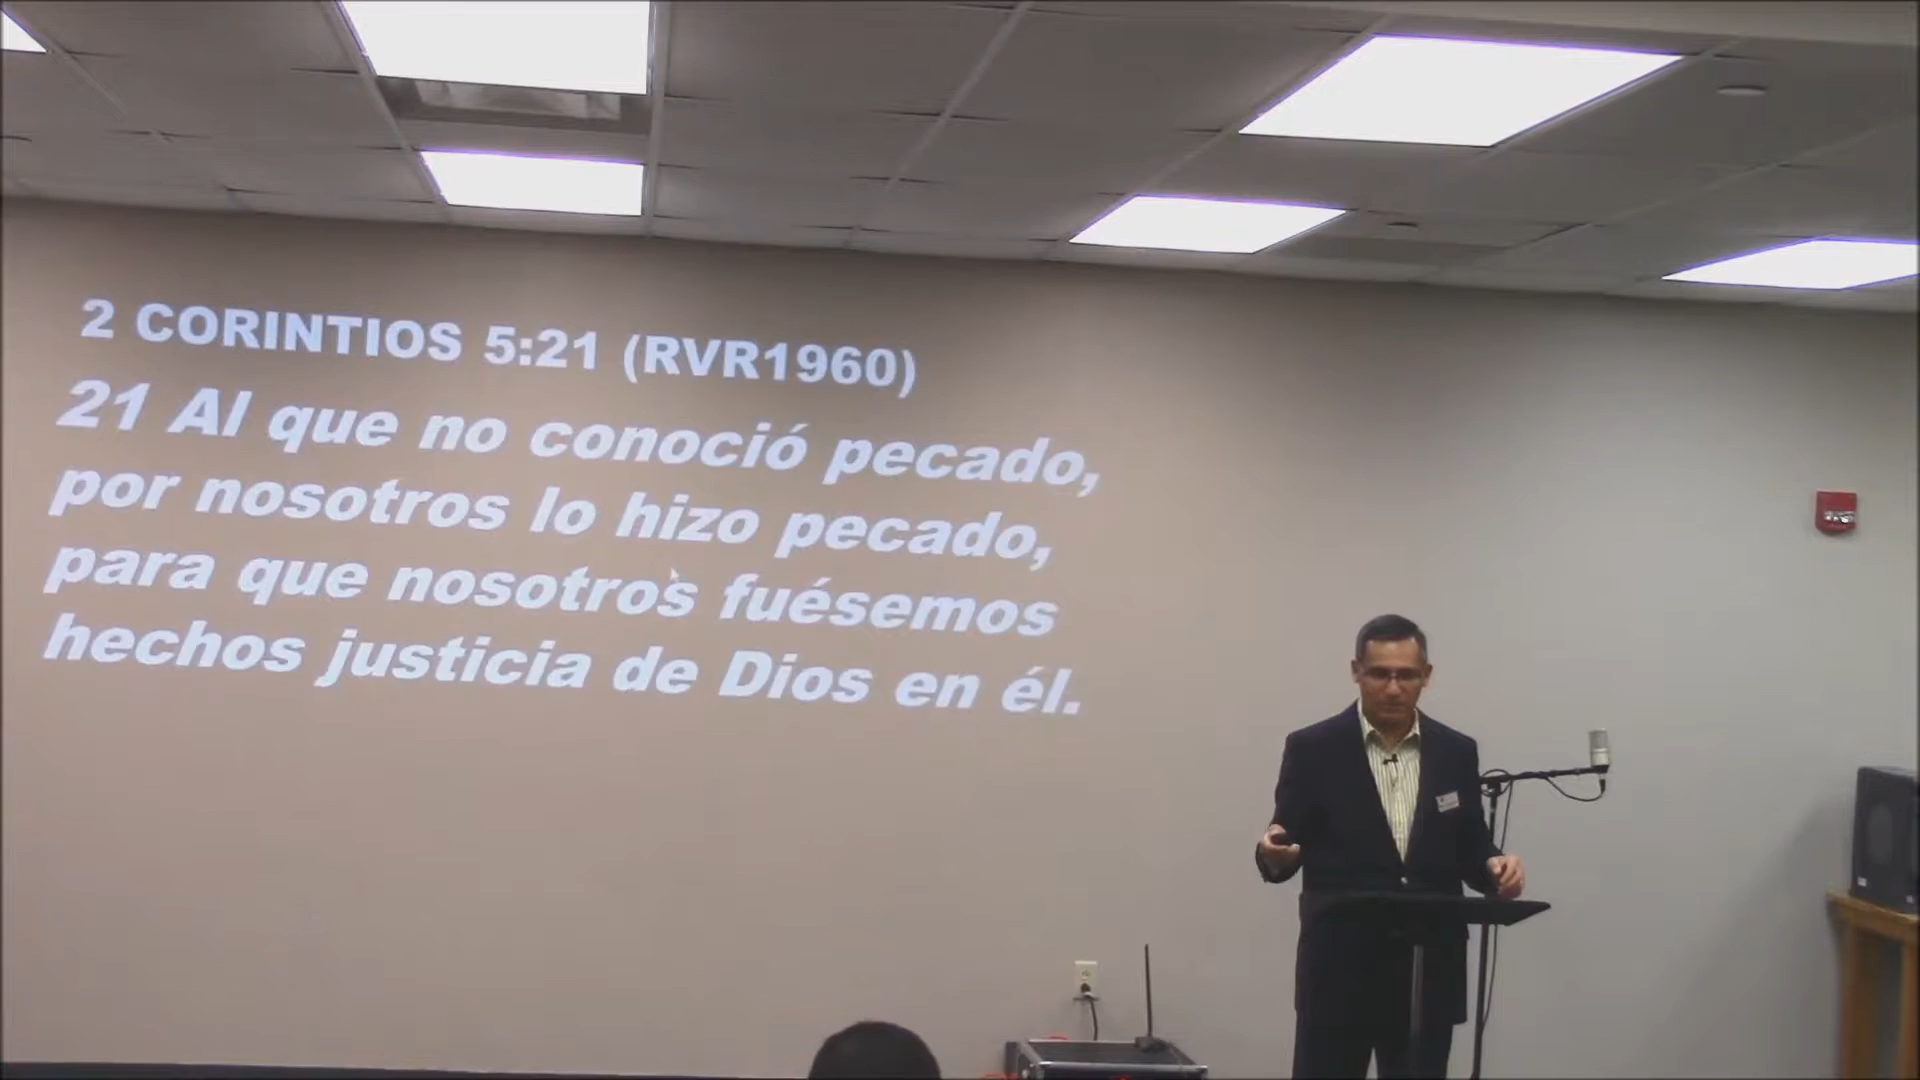 2 CORINTIOS 5:21 (RVR1960)
21 Al que no conoció pecado,
por nosotros lo hizo pecado,
para que nosotros fuésemos
hechos justicia de Dios en él.